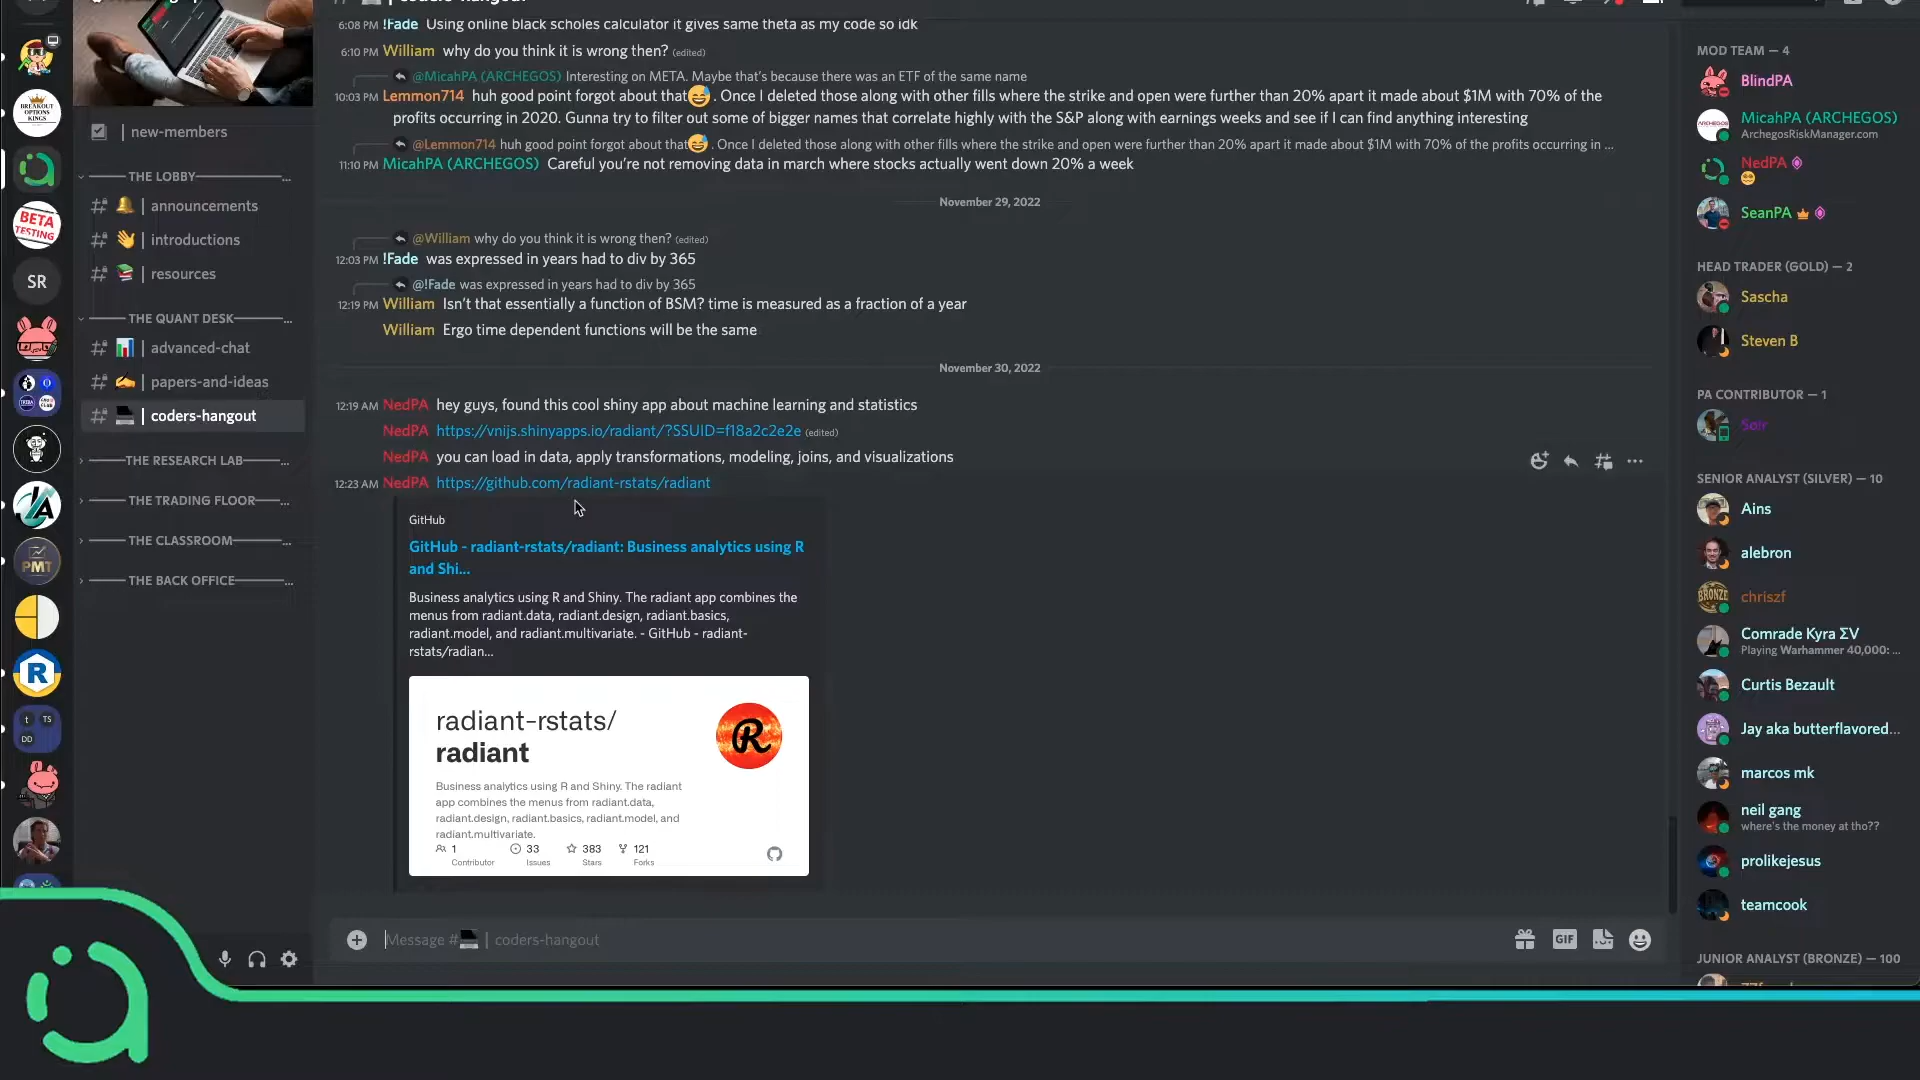 BREAKOUT
OPTIONS
KINGS
BETA
TESTING
SR
PMT
R
t TS
DD
new-members
THE LOBBY
...
| announcements
| introductions
| resources
THE QUANT DESK
...
| advanced-chat
| papers-and-ideas
| coders-hangout
THE RESEARCH LAB
...
THE TRADING FLOOR
...
THE CLASSROOM
...
THE BACK OFFICE
...
6:08 PM !Fade Using online black scholes calculator it gives same theta as my code so idk
6:10 PM William why do you think it is wrong then? (edited)
@MicahPA (ARCHEGOS) Interesting on META. Maybe that's because there was an ETF of the same name
10:03 PM Lemmon714 huh good point forgot about that😅. Once I deleted those along with other fills where the strike and open were further than 20% apart it made about $1M with 70% of the
profits occurring in 2020. Gunna try to filter out some of bigger names that correlate highly with the S&P along with earnings weeks and see if I can find anything interesting
@Lemmon714 huh good point forgot about that😅. Once I deleted those along with other fills where the strike and open were further than 20% apart it made about $1M with 70% of the profits occurring in ...
11:10 PM MicahPA (ARCHEGOS) Careful you're not removing data in march where stocks actually went down 20% a week
November 29, 2022
@William why do you think it is wrong then? (edited)
12:03 PM !Fade was expressed in years had to div by 365
@!Fade was expressed in years had to div by 365
12:19 PM William Isn't that essentially a function of BSM? time is measured as a fraction of a year
William Ergo time dependent functions will be the same
November 30, 2022
12:19 AM NedPA hey guys, found this cool shiny app about machine learning and statistics
NedPA https://vnijs.shinyapps.io/radiant/?SSUID=f18a2c2e2e (edited)
NedPA you can load in data, apply transformations, modeling, joins, and visualizations
12:23 AM NedPA https://github.com/radiant-rstats/radiant
GitHub
GitHub - radiant-rstats/radiant: Business analytics using R
and Shi...
Business analytics using R and Shiny. The radiant app combines the
menus from radiant.data, radiant.design, radiant.basics,
radiant.model, and radiant.multivariate. - GitHub - radiant-
rstats/radian...
radiant-rstats/
radiant
R
Business analytics using R and Shiny. The radiant
app combines the menus from radiant.data,
radiant.design, radiant.basics, radiant.model, and
radiant.multivariate.
1 33 383 121
Contributor Issues Stars Forks
Message # | coders-hangout
GIF
MOD TEAM — 4
BlindPA
MicahPA (ARCHEGOS)
ArchegosRiskManager.com
NedPA
SeanPA
HEAD TRADER (GOLD) — 2
Sascha
Steven B
PA CONTRIBUTOR — 1
SENIOR ANALYST (SILVER) — 10
Ains
alebron
BRONZE
chriszf
Comrade Kyra ΣV
Playing Warhammer 40,000: ...
Curtis Bezault
Jay aka butterflavored...
marcos mk
neil gang
where's the money at tho??
prolikejesus
teamcook
JUNIOR ANALYST (BRONZE) — 100